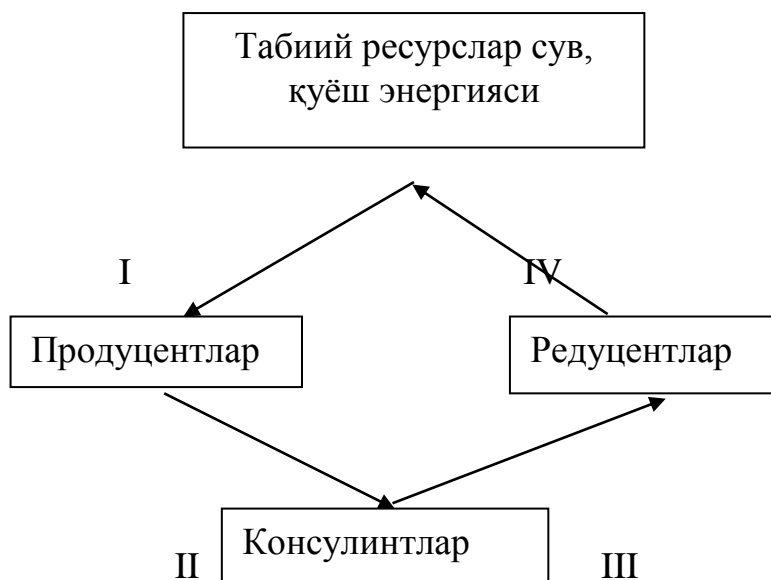 Табиий ресурслар сув,
қуёш энергияси
I
IV
Продуцентлар
Редуцентлар
Консулинтлар
II
III